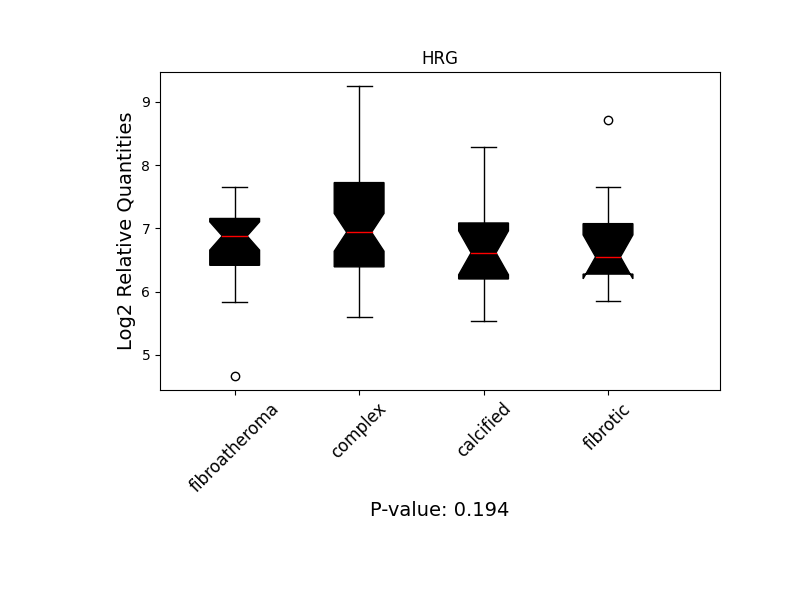 HRG
Log2 Relative Quantities
9
8
7
6
5
fibroatheroma
complex
calcified
fibrotic
P-value: 0.194